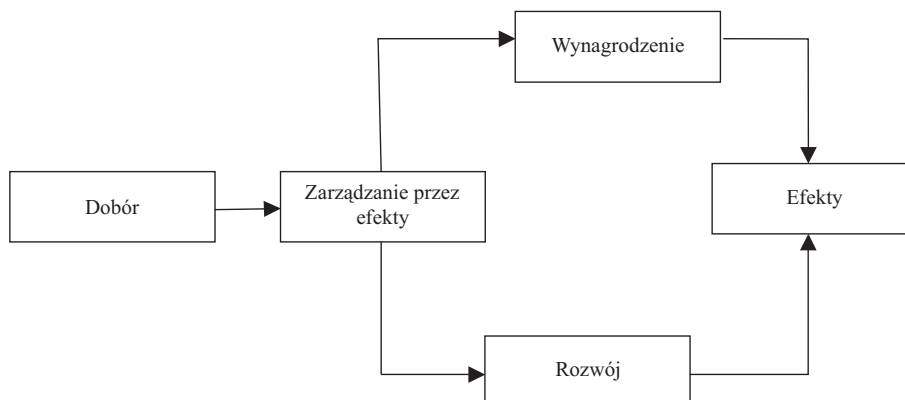 Wynagrodzenie
Dobór
Zarządzanie przez
efekty
Efekty
Rozwój